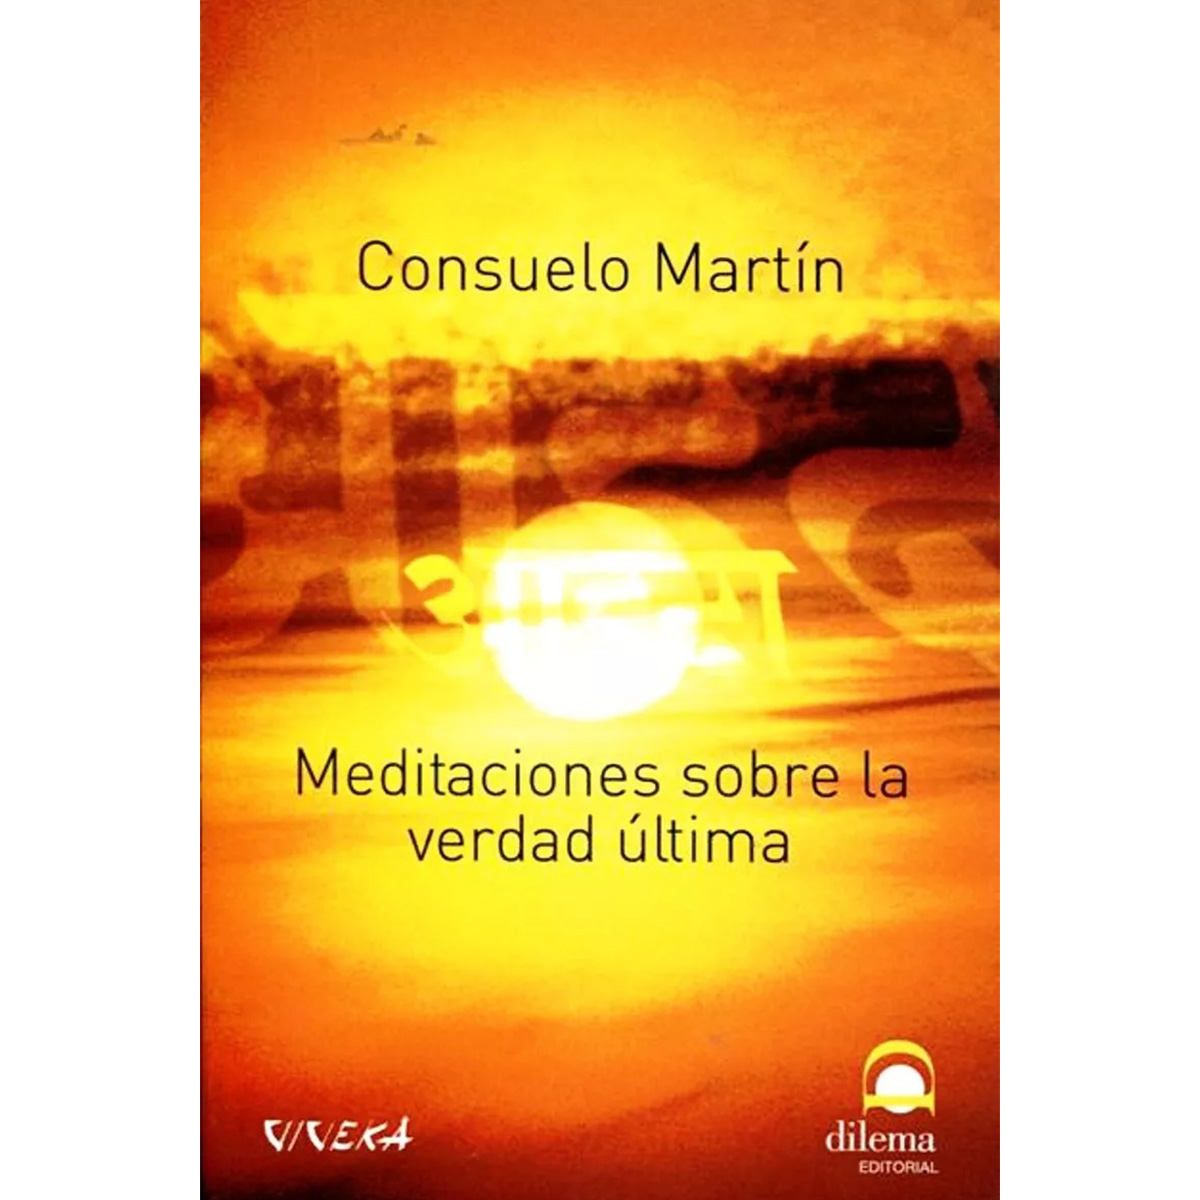 Consuelo Martín
Meditaciones sobre la
verdad última
VIVEKA
dilema
EDITORIAL